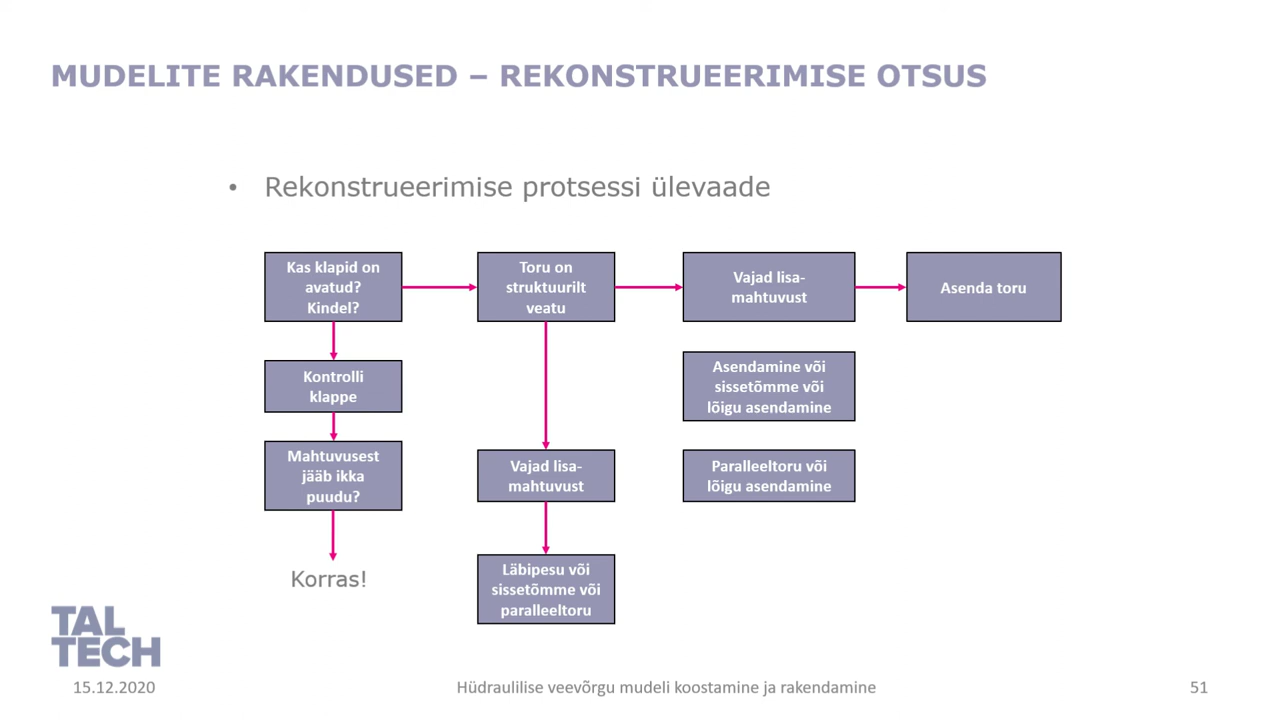 MUDELITE RAKENDUSED – REKONSTRUEERIMISE OTSUS
• Rekonstrueerimise protsessi ülevaade
Kas klapid on
avatud?
Kindel?
Toru on
struktuurilt
veatu
Vajad lisa-
mahtuvust
Asenda toru
Kontrolli
klappe
Asendamine või
sissetõmme või
lõigu asendamine
Mahtuvusest
jääb ikka
puudu?
Vajad lisa-
mahtuvust
Paralleeltoru või
lõigu asendamine
Korras!
Läbipesu või
sissetõmme või
paralleeltoru
TAL
TECH
15.12.2020
Hüdraulilise veevõrgu mudeli koostamine ja rakendamine
51